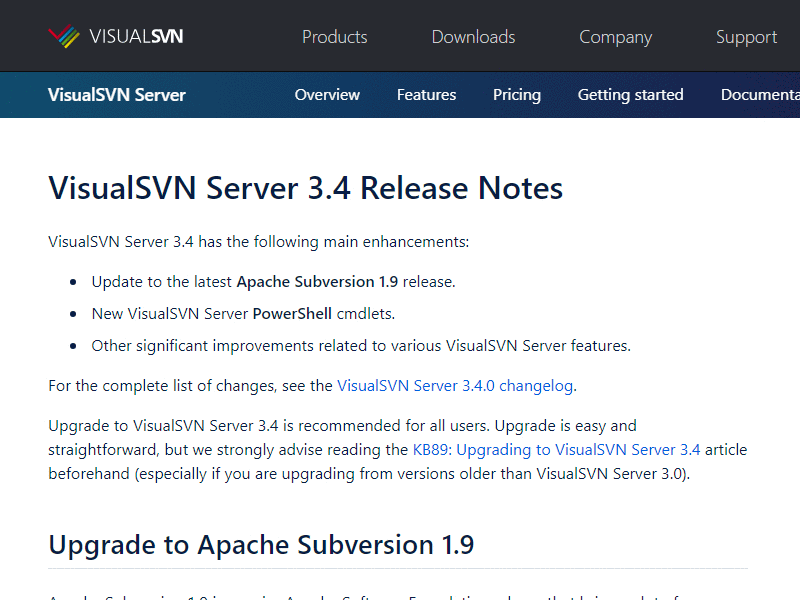 VISUALSVN
Products Downloads Company Support
VisualSVN Server Overview Features Pricing Getting started
VisualSVN Server 3.4 Release Notes
VisualSVN Server 3.4 has the following main enhancements:
Update to the latest Apache Subversion 1.9 release.
New VisualSVN Server PowerShell cmdlets.
Other significant improvements related to various VisualSVN Server features.
For the complete list of changes, see the VisualSVN Server 3.4.0 changelog.
Upgrade to VisualSVN Server 3.4 is recommended for all users. Upgrade is easy and
straightforward, but we strongly advise reading the KB89: Upgrading to VisualSVN Server 3.4 article
beforehand (especially if you are upgrading from versions older than VisualSVN Server 3.0).
Upgrade to Apache Subversion 1.9